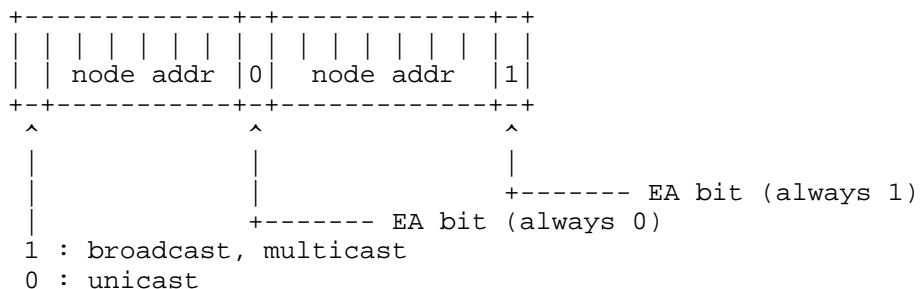 +-------------+-+-------------+-+
| | | | | | | | | | | | | | | | |
| | node addr |0| node addr |1|
+-+-----------+-+-------------+-+
^ ^ ^
| | |
| | +------- EA bit (always 1)
| +------- EA bit (always 0)
1 : broadcast, multicast
0 : unicast